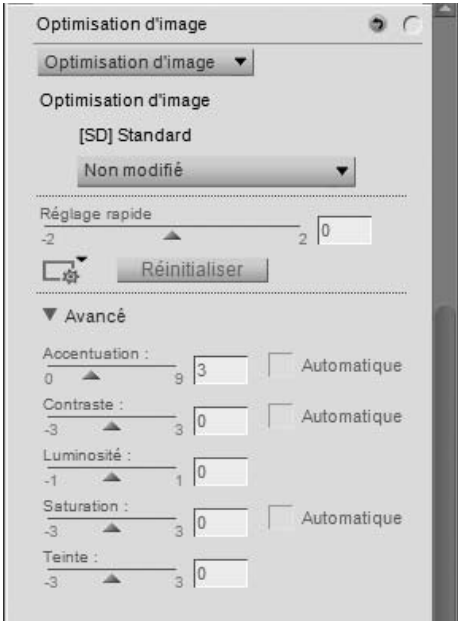 Optimisation d'image
Optimisation d'image
Optimisation d'image
[SD] Standard
Non modifié
Réglage rapide
-2 2 0
Réinitialiser
Avancé
Accentuation :
0 9 3 Automatique
Contraste :
-3 3 0 Automatique
Luminosité :
-1 1 0
Saturation :
-3 3 0 Automatique
Teinte :
-3 3 0